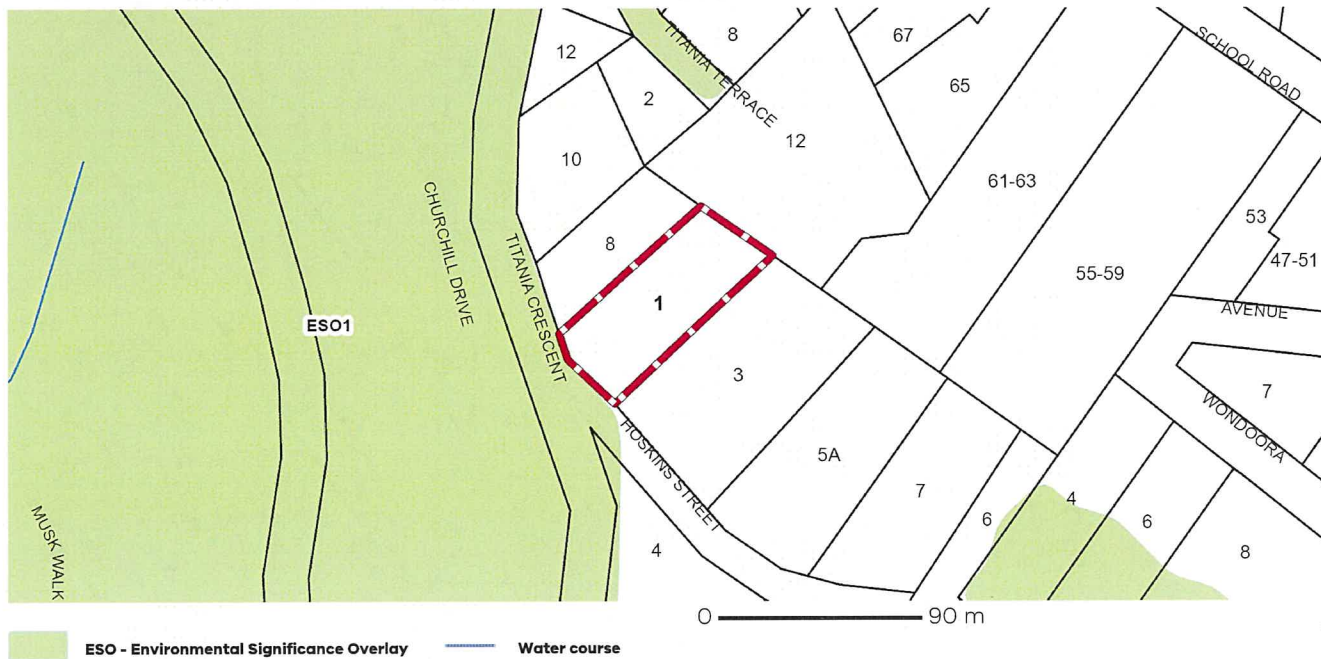 TITANIA TERRACE
8
67
SCHOOL ROAD
12
2
65
12
10
61-63
53
47-51
CHURCHILL DRIVE
TITANIA CRESCENT
8
55-59
AVENUE
1
ESO1
3
7
WONDOORA
HOSKINS STREET
5A
7
6
4
6
8
4
MUSK WALK
0 90 m
ESO - Environmental Significance Overlay Water course